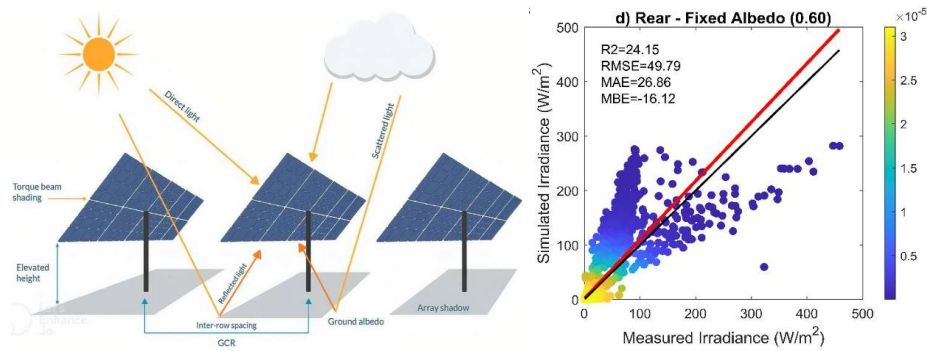 Direct light
Scattered light
Torque beam
shading
Elevated
height
Reflected light
Inter-row spacing
GCR
Ground albedo
Array shadow
Enhance
d) Rear - Fixed Albedo (0.60)
×10⁻⁵
R2=24.15
RMSE=49.79
MAE=26.86
MBE=-16.12
Simulated Irradiance (W/m²)
500
400
300
200
100
0
0 100 200 300 400 500
Measured Irradiance (W/m²)
3
2.5
2
1.5
1
0.5